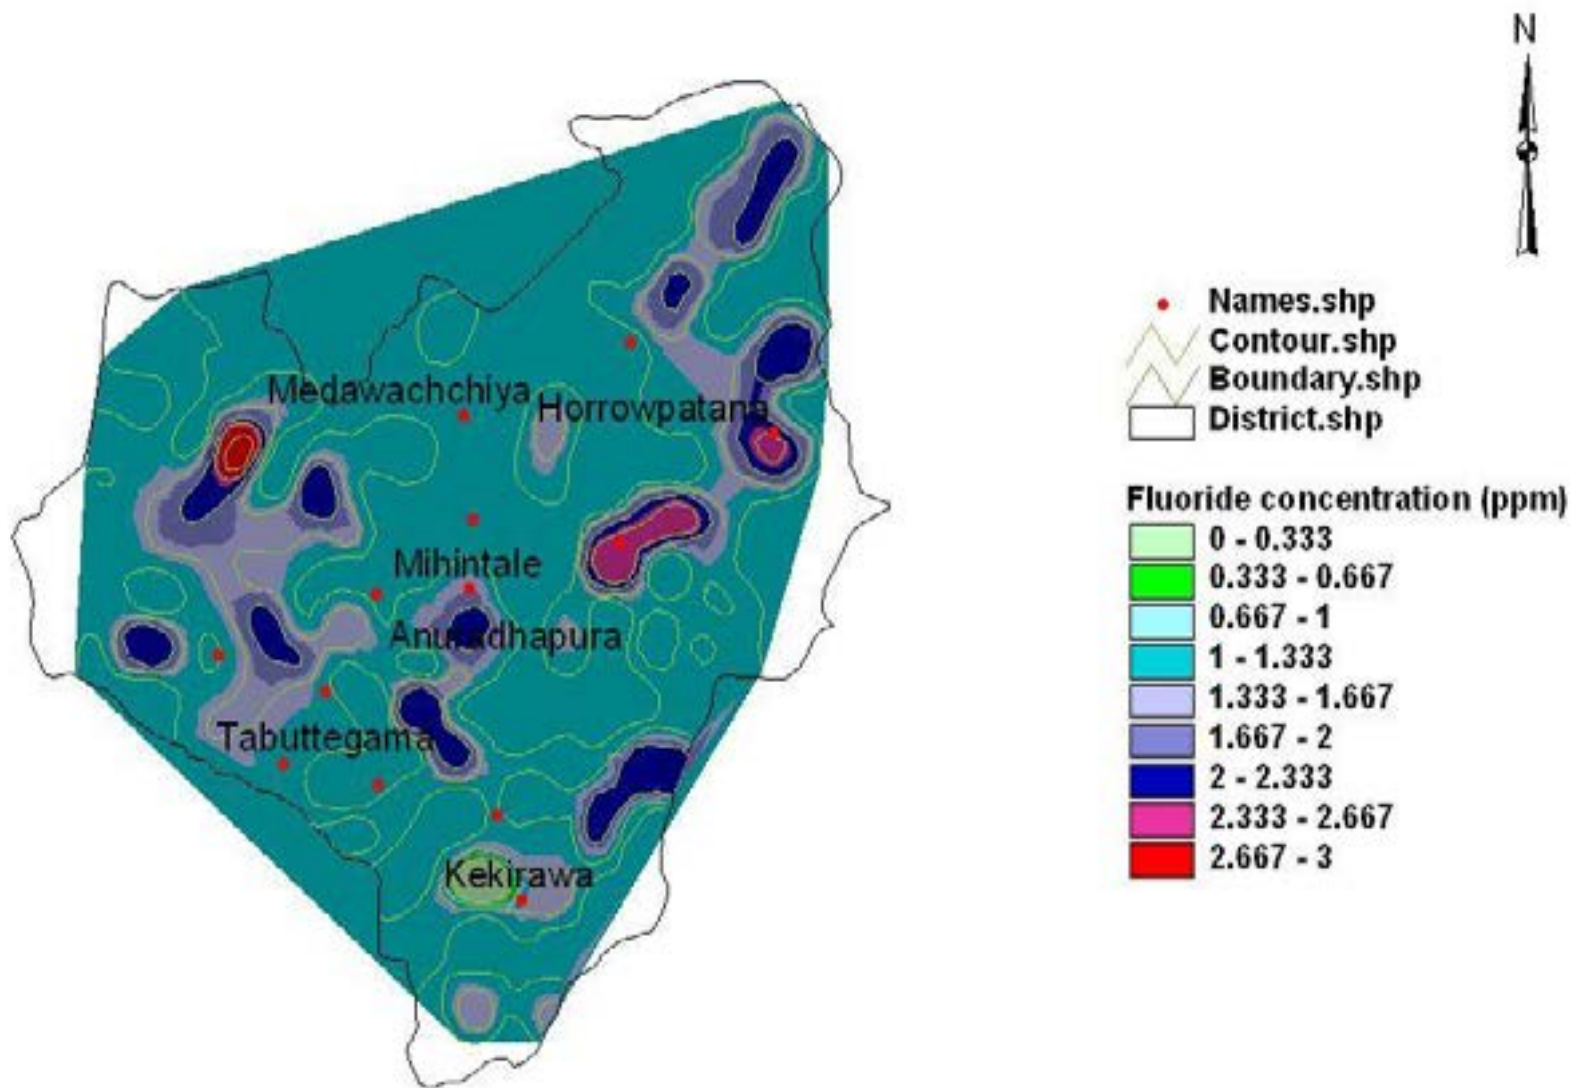 N
Names.shp
Contour.shp
Boundary.shp
District.shp
Medawachchiya
Horrowpatana
Fluoride concentration (ppm)
0 - 0.333
0.333 - 0.667
0.667 - 1
1 - 1.333
1.333 - 1.667
1.667 - 2
2 - 2.333
2.333 - 2.667
2.667 - 3
Mihintale
Anuradhapura
Tabuttegama
Kekirawa